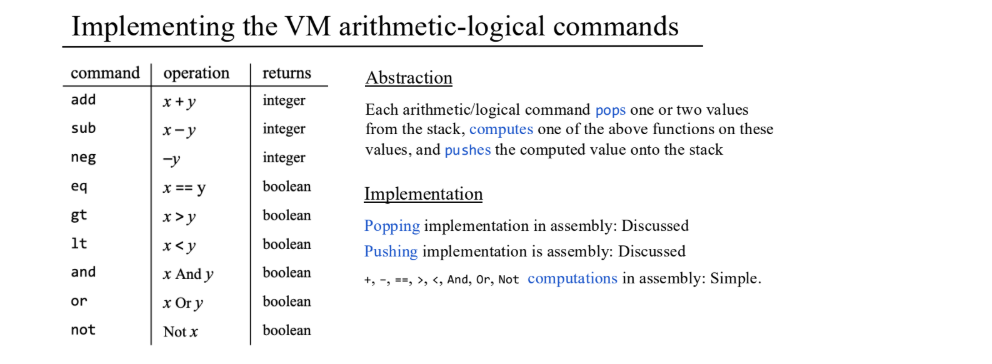 Implementing the VM arithmetic-logical commands
command operation returns
add x + y integer
sub x – y integer
neg –y integer
eq x == y boolean
gt x > y boolean
lt x < y boolean
and x And y boolean
or x Or y boolean
not Not x boolean
Abstraction
Each arithmetic/logical command pops one or two values
from the stack, computes one of the above functions on these
values, and pushes the computed value onto the stack
Implementation
Popping implementation in assembly: Discussed
Pushing implementation is assembly: Discussed
+, –, ==, >, <, And, Or, Not computations in assembly: Simple.